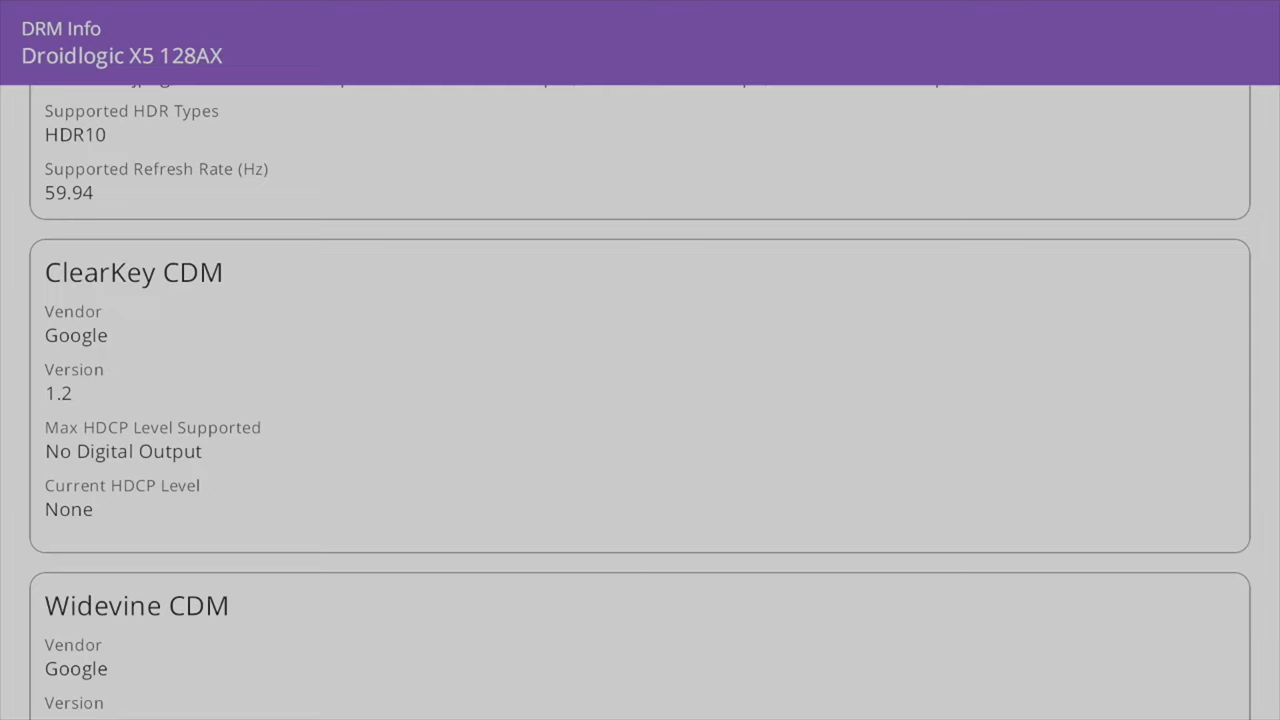 DRM Info
Droidlogic X5 128AX
Supported HDR Types
HDR10
Supported Refresh Rate (Hz)
59.94
ClearKey CDM
Vendor
Google
Version
1.2
Max HDCP Level Supported
No Digital Output
Current HDCP Level
None
Widevine CDM
Vendor
Google
Version